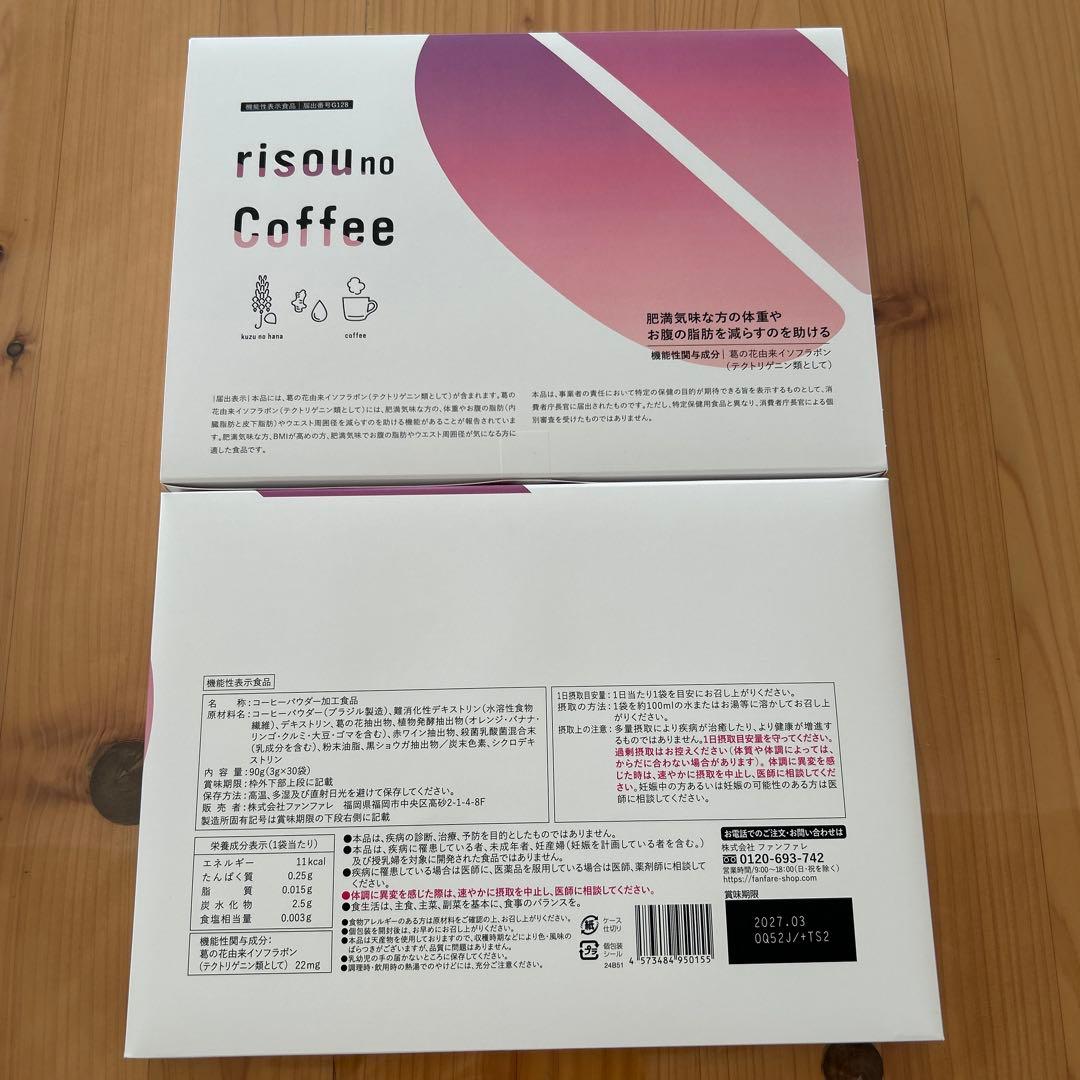 機能性表示食品｜届出番号G128
risou no
Coffee
kuzu no hana
coffee
肥満気味な方の体重や
お腹の脂肪を減らすのを助ける
機能性関与成分｜葛の花由来イソフラボン
（テクトリゲニン類として）
｜届出表示｜本品には、葛の花由来イソフラボン（テクトリゲニン類として）が含まれます。葛の
花由来イソフラボン（テクトリゲニン類として）には、肥満気味な方の、体重やお腹の脂肪（内
臓脂肪と皮下脂肪）やウエスト周囲径を減らすのを助ける機能があることが報告されていま
す。肥満気味な方、BMIが高めの方、肥満気味でお腹の脂肪やウエスト周囲径が気になる方に
適した食品です。
本品は、事業者の責任において特定の保健の目的が期待できる旨を表示するものとして、消
費者庁長官に届出されたものです。ただし、特定保健用食品と異なり、消費者庁長官による個
別審査を受けたものではありません。
機能性表示食品
名 称：コーヒーパウダー加工食品
原材料名：コーヒーパウダー（ブラジル製造）、難消化性デキストリン（水溶性食物
繊維）、デキストリン、葛の花抽出物、植物発酵抽出物（オレンジ・バナナ・
リンゴ・クルミ・大豆・ゴマを含む）、赤ワイン抽出物、殺菌乳酸菌混合末
（乳成分を含む）、粉末油脂、黒ショウガ抽出物／炭末色素、シクロデキ
ストリン
内 容 量：90g（3g×30袋）
賞味期限：枠外下部上段に記載
保存方法：高温、多湿及び直射日光を避けて保存してください。
販 売 者：株式会社ファンファレ 福岡県福岡市中央区高砂2-1-4-8F
製造所固有記号は賞味期限の下段右側に記載
1日摂取目安量：1日当たり1袋を目安にお召し上がりください。
摂取の方法：1袋を約100mlの水またはお湯等に溶かしてお召し上
がりください。
摂取上の注意：多量摂取により疾病が治癒したり、より健康が増進す
るものではありません。1日摂取目安量を守ってください。
過剰摂取はお控えください（体質や体調によっては、
からだに合わない場合があります）。体調に異変を感
じた時は、速やかに摂取を中止し、医師に相談してくだ
さい。妊娠中の方あるいは妊娠の可能性のある方は医
師に相談してください。
栄養成分表示（1袋当たり）
エネルギー 11kcal
たんぱく質 0.25g
脂 質 0.015g
炭水化物 2.5g
食塩相当量 0.003g
機能性関与成分：
葛の花由来イソフラボン
（テクトリゲニン類として） 22mg
●本品は、疾病の診断、治療、予防を目的としたものではありません。
●本品は、疾病に罹患している者、未成年者、妊産婦（妊娠を計画している者を含む。）
及び授乳婦を対象に開発された食品ではありません。
●疾病に罹患している場合は医師に、医薬品を服用している場合は医師、薬剤師に相談して
ください。
●体調に異変を感じた際は、速やかに摂取を中止し、医師に相談してください。
●食生活は、主食、主菜、副菜を基本に、食事のバランスを。
●食物アレルギーのある方は原材料をご確認の上、お召し上がりください。
●個包装を開封後は、お早めにお召し上がりください。
●本品は天産物を使用しておりますので、収穫時期などにより色・風味の
ばらつきがございますが、品質に問題はありません。
●乳幼児の手の届かないところに保存してください。
●調理時・飲用時の熱湯でのやけどには、充分ご注意ください。
紙
ケース
仕切り
プラ
個包装
シール
24B51
4 573484 950155
お電話でのご注文・お問い合わせは
株式会社 ファンファレ
0120-693-742
営業時間/9:00〜18:00（日・祝を除く）
https://fanfare-shop.com/
賞味期限
2027.03
0Q52J/+TS2